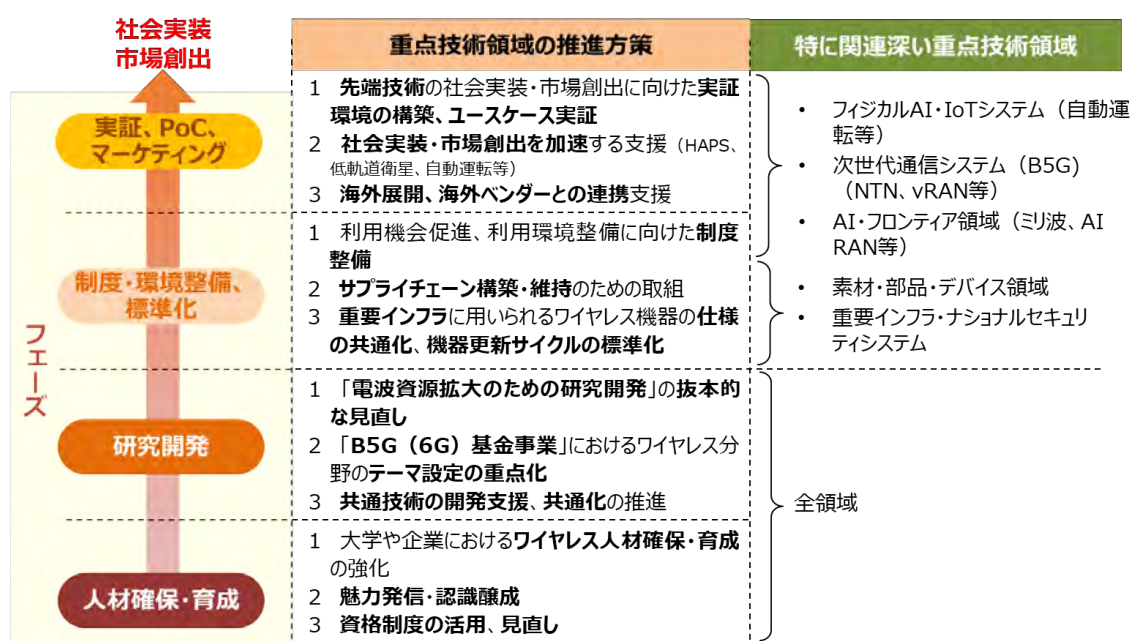 社会実装
市場創出
重点技術領域の推進方策
特に関連深い重点技術領域
フェーズ
実証、PoC、
マーケティング
1 先端技術の社会実装・市場創出に向けた実証
環境の構築、ユースケース実証
2 社会実装・市場創出を加速する支援（HAPS、
低軌道衛星、自動運転等）
3 海外展開、海外ベンダーとの連携支援
制度・環境整備、
標準化
1 利用機会促進、利用環境整備に向けた制度
整備
2 サプライチェーン構築・維持のための取組
3 重要インフラに用いられるワイヤレス機器の仕様
の共通化、機器更新サイクルの標準化
• フィジカルAI・IoTシステム（自動運
転等）
• 次世代通信システム（B5G)
（NTN、vRAN等）
• AI・フロンティア領域（ミリ波、AI
RAN等）
• 素材・部品・デバイス領域
• 重要インフラ・ナショナルセキュリ
ティシステム
研究開発
1 「電波資源拡大のための研究開発」の抜本的
な見直し
2 「B5G（6G）基金事業」におけるワイヤレス分
野のテーマ設定の重点化
3 共通技術の開発支援、共通化の推進
人材確保・育成
1 大学や企業におけるワイヤレス人材確保・育成
の強化
2 魅力発信・認識醸成
3 資格制度の活用、見直し
全領域